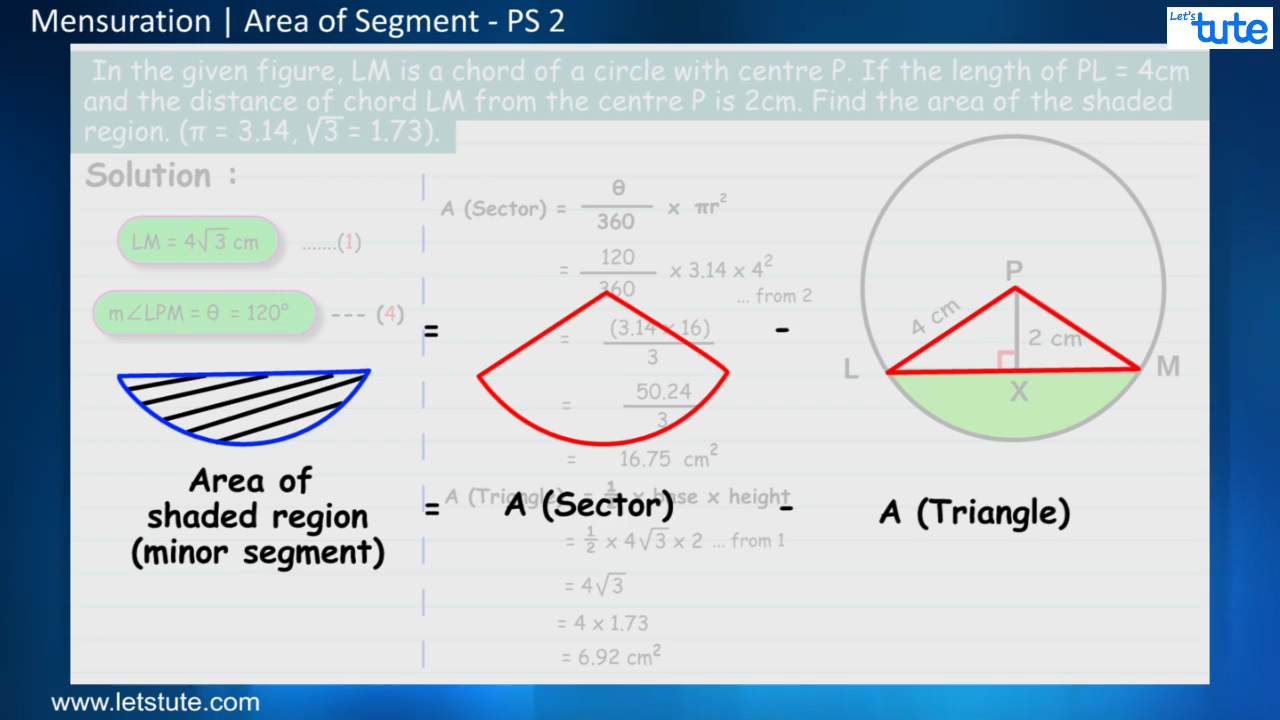 Mensuration | Area of Segment - PS 2
Let's tute
In the given figure, LM is a chord of a circle with centre P. If the length of PL = 4cm
and the distance of chord LM from the centre P is 2cm. Find the area of the shaded
region. (π = 3.14, √3 = 1.73).
Solution :
LM = 4√3 cm .......(1)
m∠LPM = θ = 120° --- (4)
A (Sector) = θ/360 x πr²
= 120/360 x 3.14 x 4²
... from 2
= (3.14 x 16)/3
= 50.24/3
= 16.75 cm²
A (Triangle) = 1/2 x base x height
= 1/2 x 4√3 x 2 ... from 1
= 4√3
= 4 x 1.73
= 6.92 cm²
P
4 cm
2 cm
L
M
X
= -
Area of
shaded region
(minor segment)
= A (Sector) - A (Triangle)
www.letstute.com